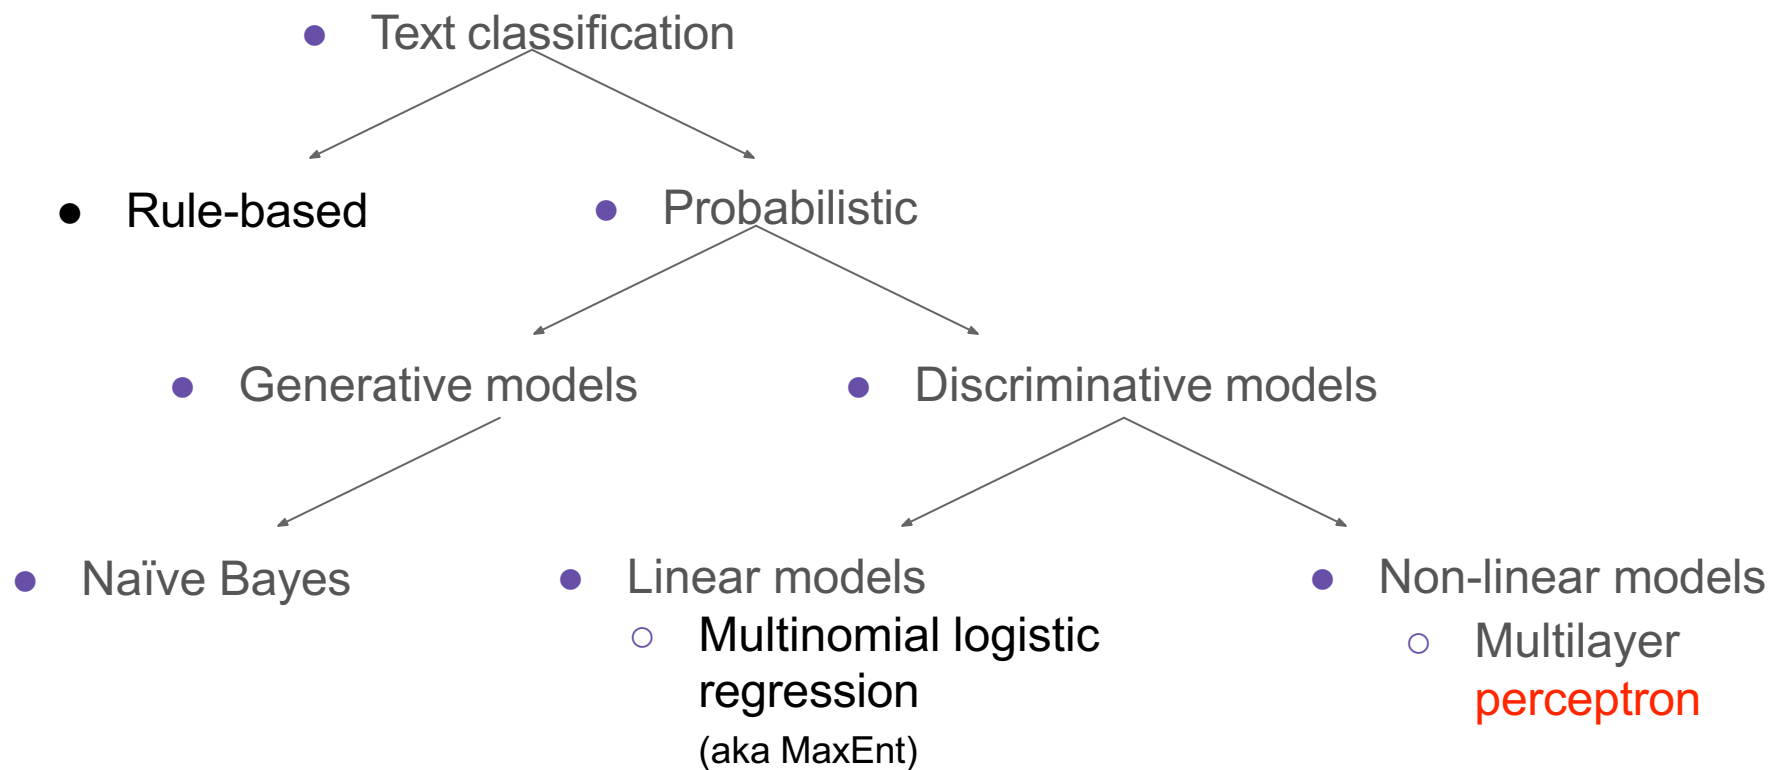 Text classification
Rule-based
Probabilistic
Generative models
Discriminative models
Naïve Bayes
Linear models
Multinomial logistic
regression
(aka MaxEnt)
Non-linear models
Multilayer
perceptron